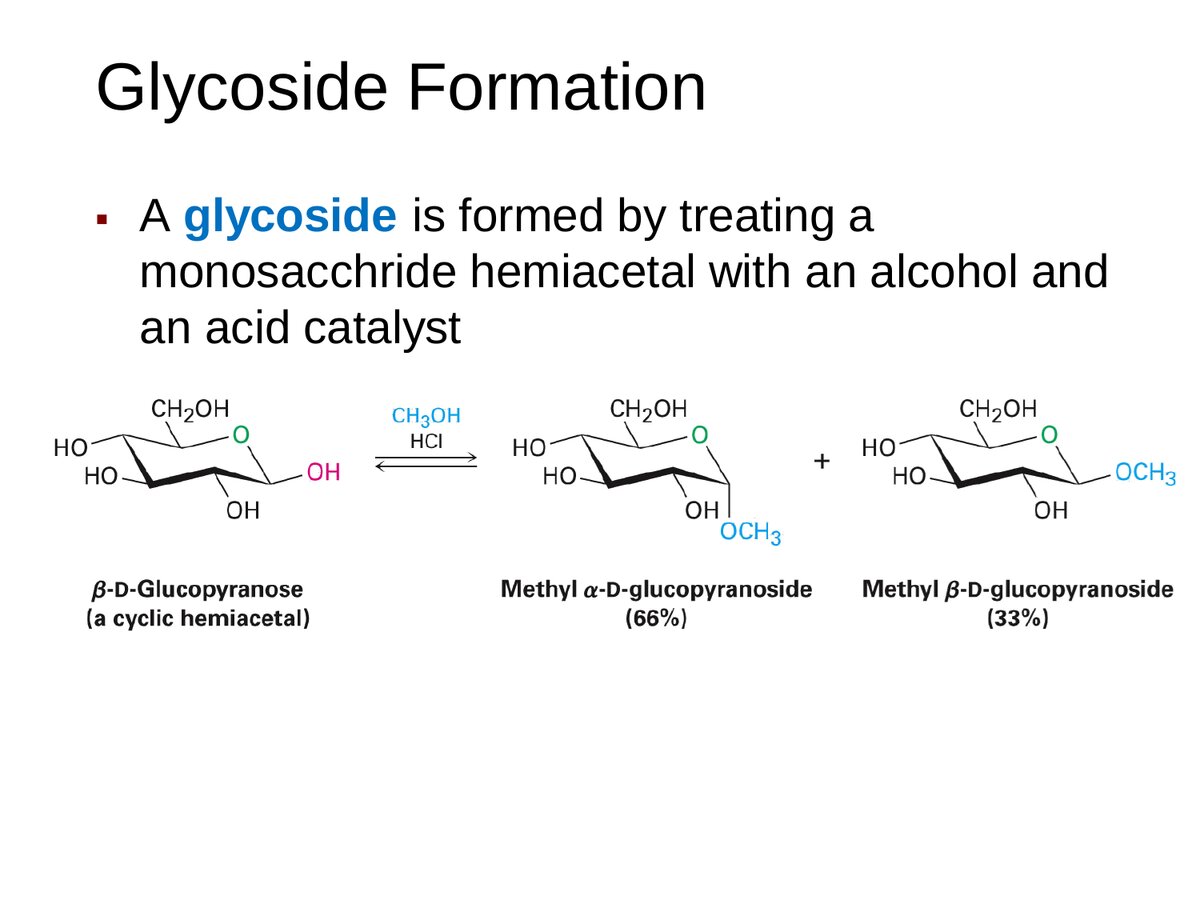 Glycoside Formation
▪ A glycoside is formed by treating a
monosacchride hemiacetal with an alcohol and
an acid catalyst
CH₂OH
O
HO
HO
OH
OH
β-D-Glucopyranose
(a cyclic hemiacetal)
CH₃OH
HCl
CH₂OH
O
HO
HO
OH
OCH₃
Methyl α-D-glucopyranoside
(66%)
+
CH₂OH
O
HO
HO
OCH₃
OH
Methyl β-D-glucopyranoside
(33%)